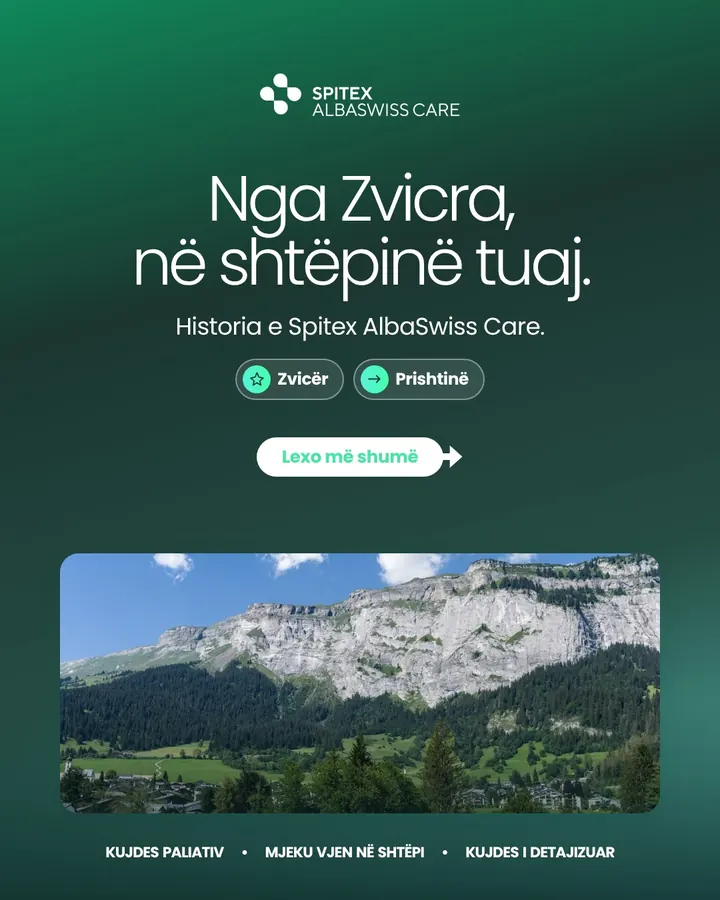 SPITEX
ALBASWISS CARE
Nga Zvicra,
në shtëpinë tuaj.
Historia e Spitex AlbaSwiss Care.
Zvicër
Prishtinë
Lexo më shumë
KUJDES PALIATIV • MJEKU VJEN NË SHTËPI • KUJDES I DETAJIZUAR